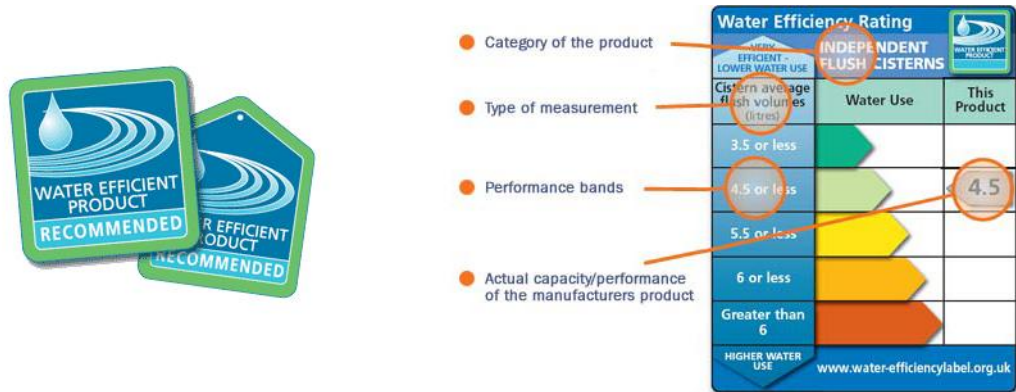 WATER EFFICIENT
PRODUCT
RECOMMENDED
WATER EFFICIENT
PRODUCT
RECOMMENDED
Category of the product
Type of measurement
Performance bands
Actual capacity/performance
of the manufacturers product
Water Efficiency Rating
VERY
EFFICIENT -
LOWER WATER USE
INDEPENDENT
FLUSH CISTERNS
WATER EFFICIENT
PRODUCT
Cistern average
flush volumes
(litres)
Water Use
This
Product
3.5 or less
4.5 or less
4.5
5.5 or less
6 or less
Greater than
6
HIGHER WATER
USE
www.water-efficiencylabel.org.uk